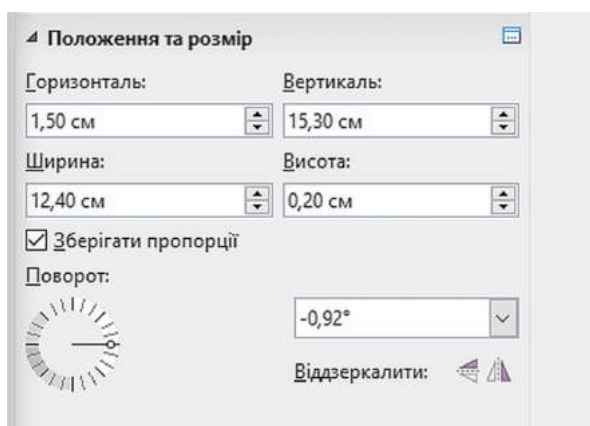 Положення та розмір
Горизонталь: Вертикаль:
1,50 см 15,30 см
Ширина: Висота:
12,40 см 0,20 см
Зберігати пропорції
Поворот:
-0,92°
Віддзеркалити: